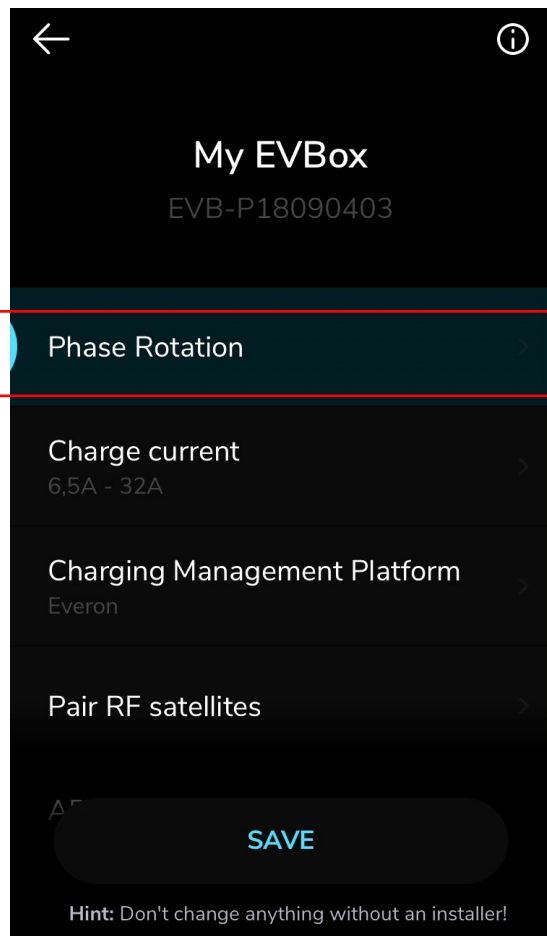 My EVBox
EVB-P18090403
Phase Rotation
Charge current
6,5A - 32A
Charging Management Platform
Everon
Pair RF satellites
SAVE
Hint: Don't change anything without an installer!